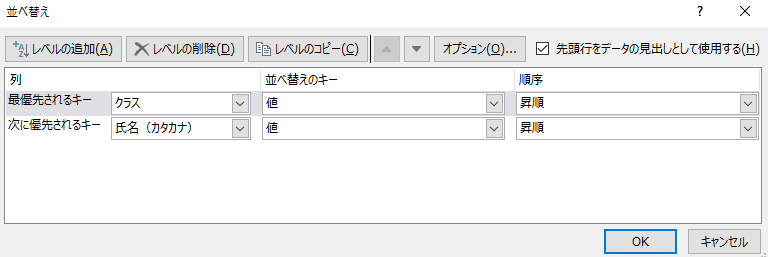 並べ替え ?
レベルの追加(A) レベルの削除(D) レベルのコピー(C) オプション(O)... 先頭行をデータの見出しとして使用する(H)
列 並べ替えのキー 順序
最優先されるキー クラス 値 昇順
次に優先されるキー 氏名（カタカナ） 値 昇順
OK キャンセル